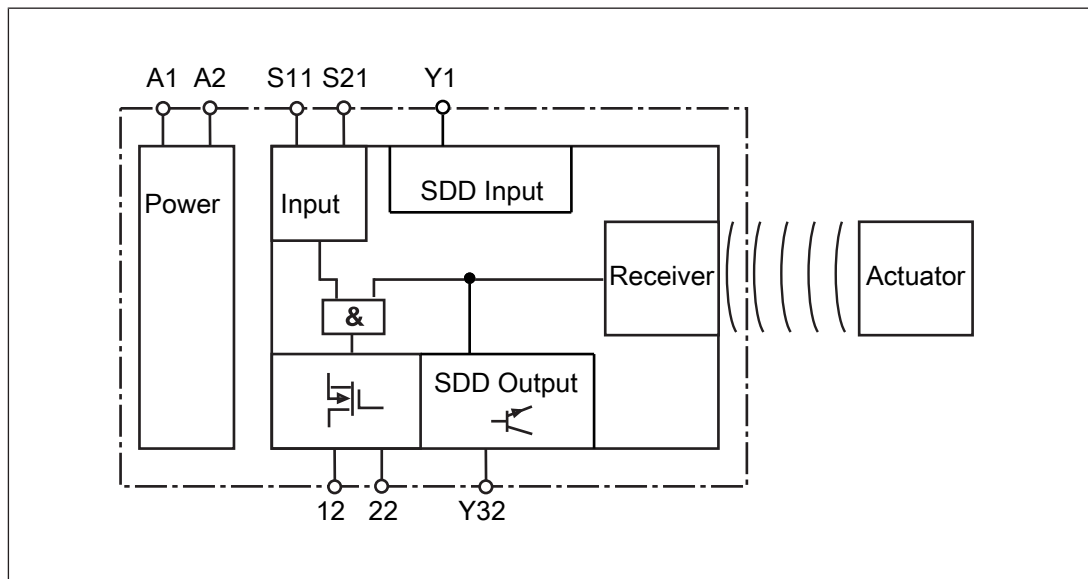 A1 A2 S11 S21 Y1
Power
Input
SDD Input
Receiver
Actuator
&
SDD Output
12 22 Y32